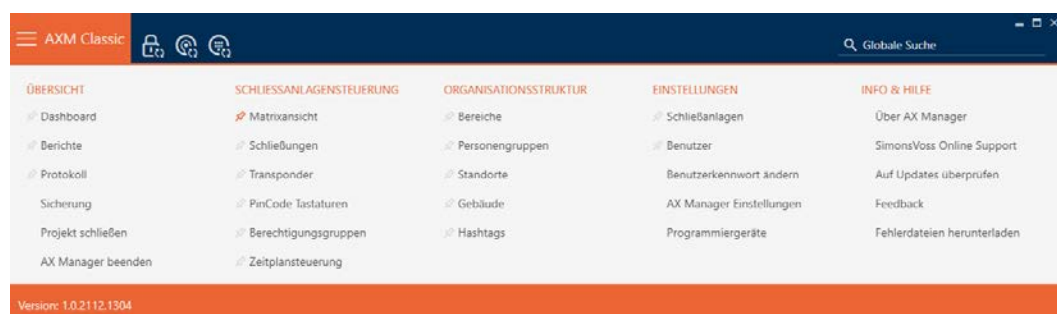 AXM Classic
Globale Suche
ÜBERSICHT
Dashboard
Berichte
Protokoll
Sicherung
Projekt schließen
AX Manager beenden
SCHLIESSANLAGENSTEUERUNG
Matrixansicht
Schließungen
Transponder
PinCode Tastaturen
Berechtigungsgruppen
Zeitplansteuerung
ORGANISATIONSSTRUKTUR
Bereiche
Personengruppen
Standorte
Gebäude
Hashtags
EINSTELLUNGEN
Schließanlagen
Benutzer
Benutzerkennwort ändern
AX Manager Einstellungen
Programmiergeräte
INFO & HILFE
Über AX Manager
SimonsVoss Online Support
Auf Updates überprüfen
Feedback
Fehlerdateien herunterladen
Version: 1.0.2112.1304